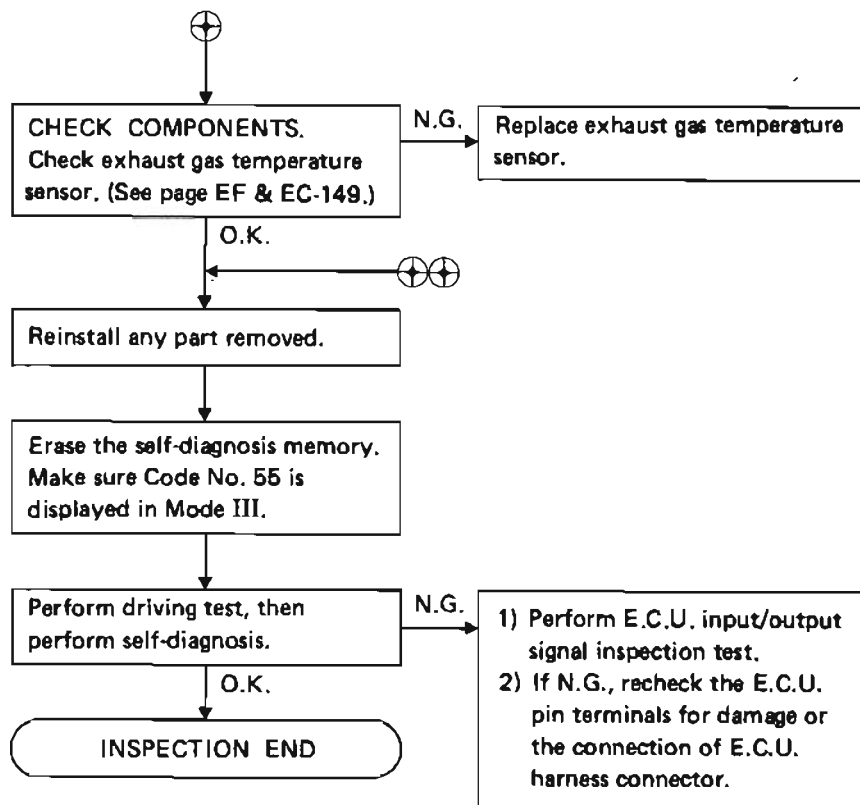 CHECK COMPONENTS.
Check exhaust gas temperature
sensor. (See page EF & EC-149.)
N.G.
Replace exhaust gas temperature
sensor.
O.K.
Reinstall any part removed.
Erase the self-diagnosis memory.
Make sure Code No. 55 is
displayed in Mode III.
Perform driving test, then
perform self-diagnosis.
N.G.
1) Perform E.C.U. input/output
signal inspection test.
2) If N.G., recheck the E.C.U.
pin terminals for damage or
the connection of E.C.U.
harness connector.
O.K.
INSPECTION END